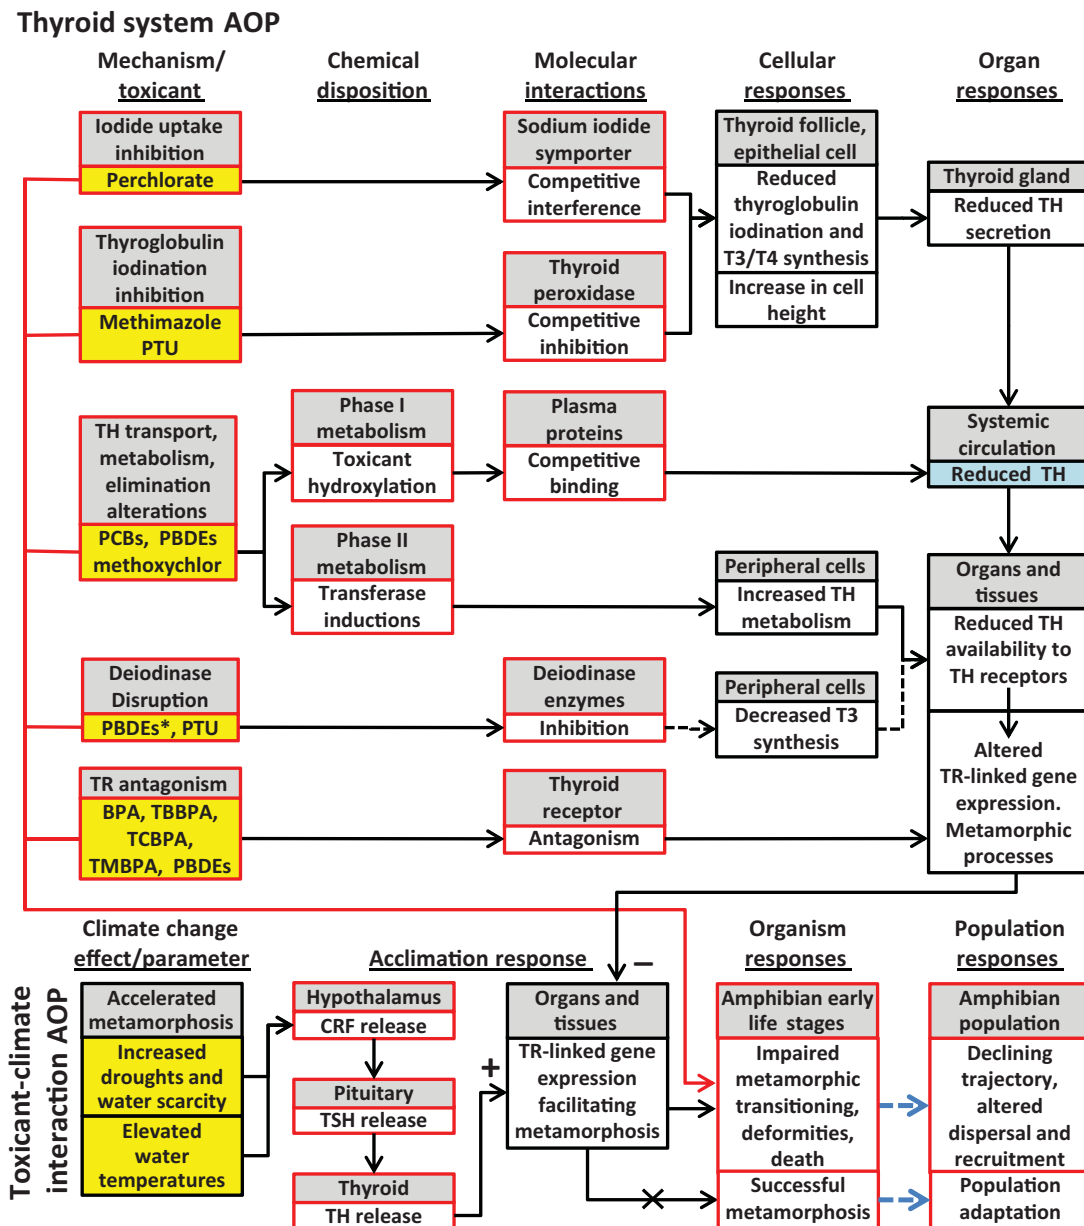 Thyroid system AOP
Mechanism/
toxicant
Chemical
disposition
Molecular
interactions
Cellular
responses
Organ
responses
Iodide uptake
inhibition
Perchlorate
Sodium iodide
symporter
Competitive
interference
Thyroid follicle,
epithelial cell
Reduced
thyroglobulin
iodination and
T3/T4 synthesis
Increase in cell
height
Thyroid gland
Reduced TH
secretion
Thyroglobulin
iodination
inhibition
Methimazole
PTU
Thyroid
peroxidase
Competitive
inhibition
TH transport,
metabolism,
elimination
alterations
PCBs, PBDEs
methoxychlor
Phase I
metabolism
Toxicant
hydroxylation
Plasma
proteins
Competitive
binding
Systemic
circulation
Reduced TH
Phase II
metabolism
Transferase
inductions
Peripheral cells
Increased TH
metabolism
Organs and
tissues
Reduced TH
availability to
TH receptors
Altered
TR-linked gene
expression.
Metamorphic
processes
Deiodinase
Disruption
PBDEs*, PTU
Deiodinase
enzymes
Inhibition
Peripheral cells
Decreased T3
synthesis
TR antagonism
BPA, TBBPA,
TCBPA,
TMBPA, PBDEs
Thyroid
receptor
Antagonism
Toxicant-climate
interaction AOP
Climate change
effect/parameter
Acclimation response
Organism
responses
Population
responses
Accelerated
metamorphosis
Increased
droughts and
water scarcity
Elevated
water
temperatures
Hypothalamus
CRF release
Pituitary
TSH release
Thyroid
TH release
+
−
Organs and
tissues
TR-linked gene
expression
facilitating
metamorphosis
Amphibian early
life stages
Impaired
metamorphic
transitioning,
deformities,
death
Successful
metamorphosis
Amphibian
population
Declining
trajectory,
altered
dispersal and
recruitment
Population
adaptation